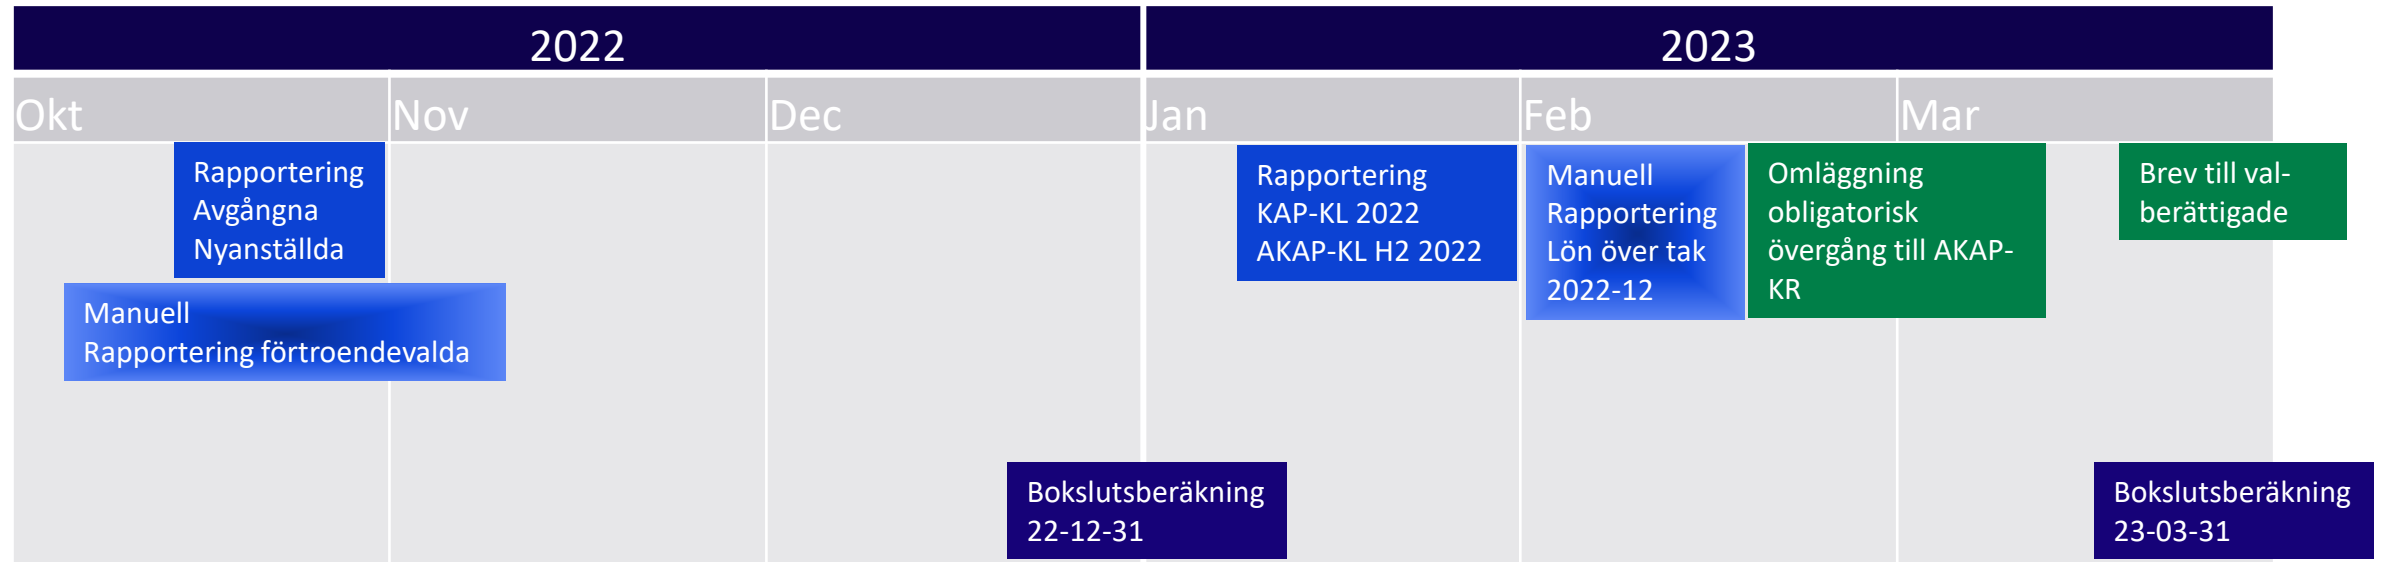 2022
2023
Okt
Nov
Dec
Jan
Feb
Mar
Rapportering
Avgångna
Nyanställda
Manuell
Rapportering förtroendevalda
Rapportering
KAP-KL 2022
AKAP-KL H2 2022
Manuell
Rapportering
Lön över tak
2022-12
Omläggning
obligatorisk
övergång till AKAP-
KR
Brev till val-
berättigade
Bokslutsberäkning
22-12-31
Bokslutsberäkning
23-03-31